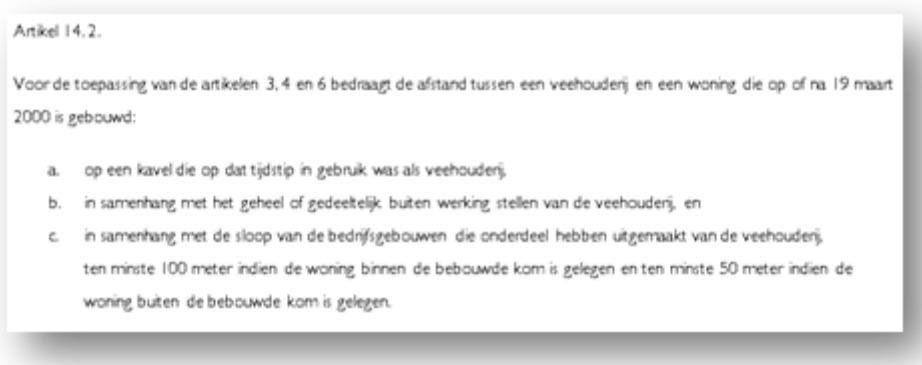 Artikel 14.2.
Voor de toepassing van de artikelen 3, 4 en 6 bedraagt de afstand tussen een veehouderij en een woning die op of na 19 maart
2000 is gebouwd:
a. op een kavel die op dat tijdstip in gebruik was als veehouderij,
b. in samenhang met het geheel of gedeeltelijk buiten werking stellen van de veehouderij, en
c. in samenhang met de sloop van de bedrijfsgebouwen die onderdeel hebben uitgemaakt van de veehouderij,
ten minste 100 meter indien de woning binnen de bebouwde kom is gelegen en ten minste 50 meter indien de
woning buiten de bebouwde kom is gelegen.